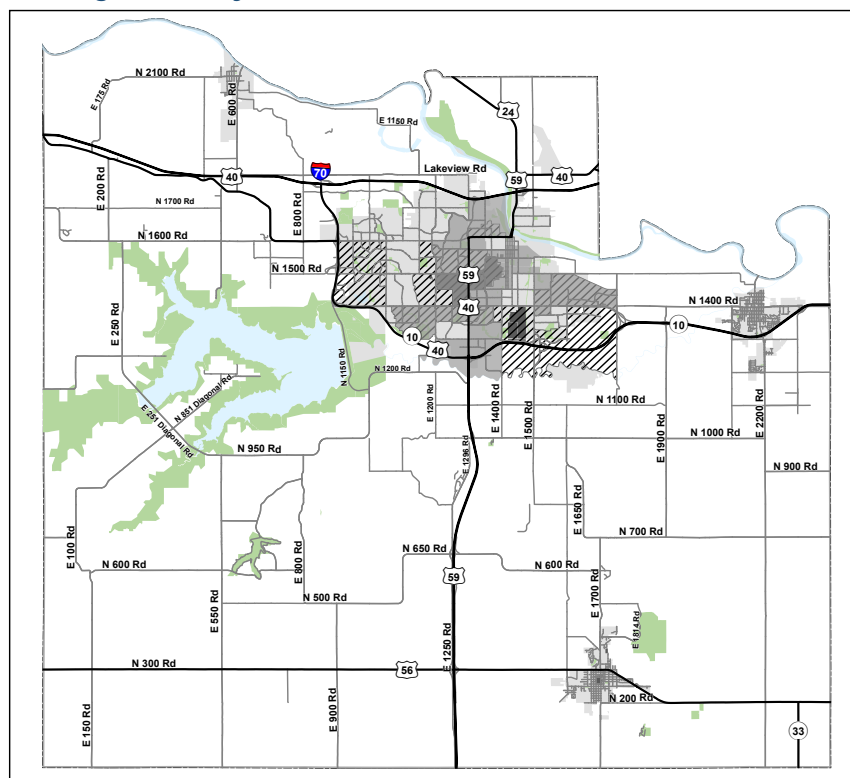 N 2100 Rd
E 175 Rd
E 600 Rd
E 1150 Rd
24
Lakeview Rd
70
40
59
40
E 200 Rd
N 1700 Rd
E 800 Rd
N 1600 Rd
N 1500 Rd
59
40
E 250 Rd
N 1400 Rd
10
10
40
N 1150 Rd
N 1200 Rd
N 851 Diagonal Rd
E 251 Diagonal Rd
E 1200 Rd
E 1400 Rd
E 1500 Rd
N 1100 Rd
E 1900 Rd
E 2200 Rd
N 1000 Rd
N 950 Rd
E 1296 Rd
N 900 Rd
E 1650 Rd
E 100 Rd
N 700 Rd
N 650 Rd
N 600 Rd
E 800 Rd
N 600 Rd
59
E 550 Rd
N 500 Rd
E 1700 Rd
E 1814 Rd
E 1250 Rd
N 300 Rd
56
N 200 Rd
E 150 Rd
E 900 Rd
33